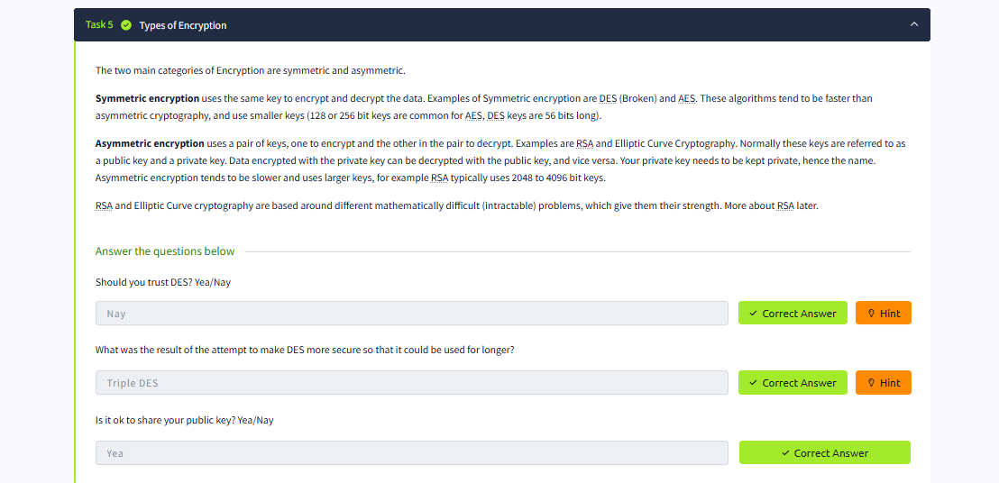 Task 5 Types of Encryption
The two main categories of Encryption are symmetric and asymmetric.
Symmetric encryption uses the same key to encrypt and decrypt the data. Examples of Symmetric encryption are DES (Broken) and AES. These algorithms tend to be faster than
asymmetric cryptography, and use smaller keys (128 or 256 bit keys are common for AES, DES keys are 56 bits long).
Asymmetric encryption uses a pair of keys, one to encrypt and the other in the pair to decrypt. Examples are RSA and Elliptic Curve Cryptography. Normally these keys are referred to as
a public key and a private key. Data encrypted with the private key can be decrypted with the public key, and vice versa. Your private key needs to be kept private, hence the name.
Asymmetric encryption tends to be slower and uses larger keys, for example RSA typically uses 2048 to 4096 bit keys.
RSA and Elliptic Curve cryptography are based around different mathematically difficult (intractable) problems, which give them their strength. More about RSA later.
Answer the questions below
Should you trust DES? Yea/Nay
Nay Correct Answer Hint
What was the result of the attempt to make DES more secure so that it could be used for longer?
Triple DES Correct Answer Hint
Is it ok to share your public key? Yea/Nay
Yea Correct Answer